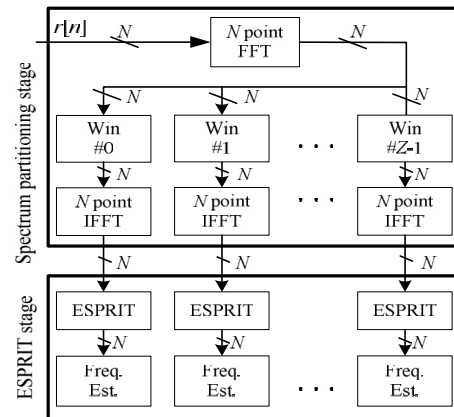 r[n]
N
N point
FFT
N
N
N
N
Win
#0
Win
#1
. . .
Win
#Z-1
N
N
N
N point
IFFT
N point
IFFT
. . .
N point
IFFT
Spectrum partitioning stage
N
N
N
ESPRIT
ESPRIT
ESPRIT
N
N
N
Freq.
Est.
Freq.
Est.
. . .
Freq.
Est.
ESPRIT stage